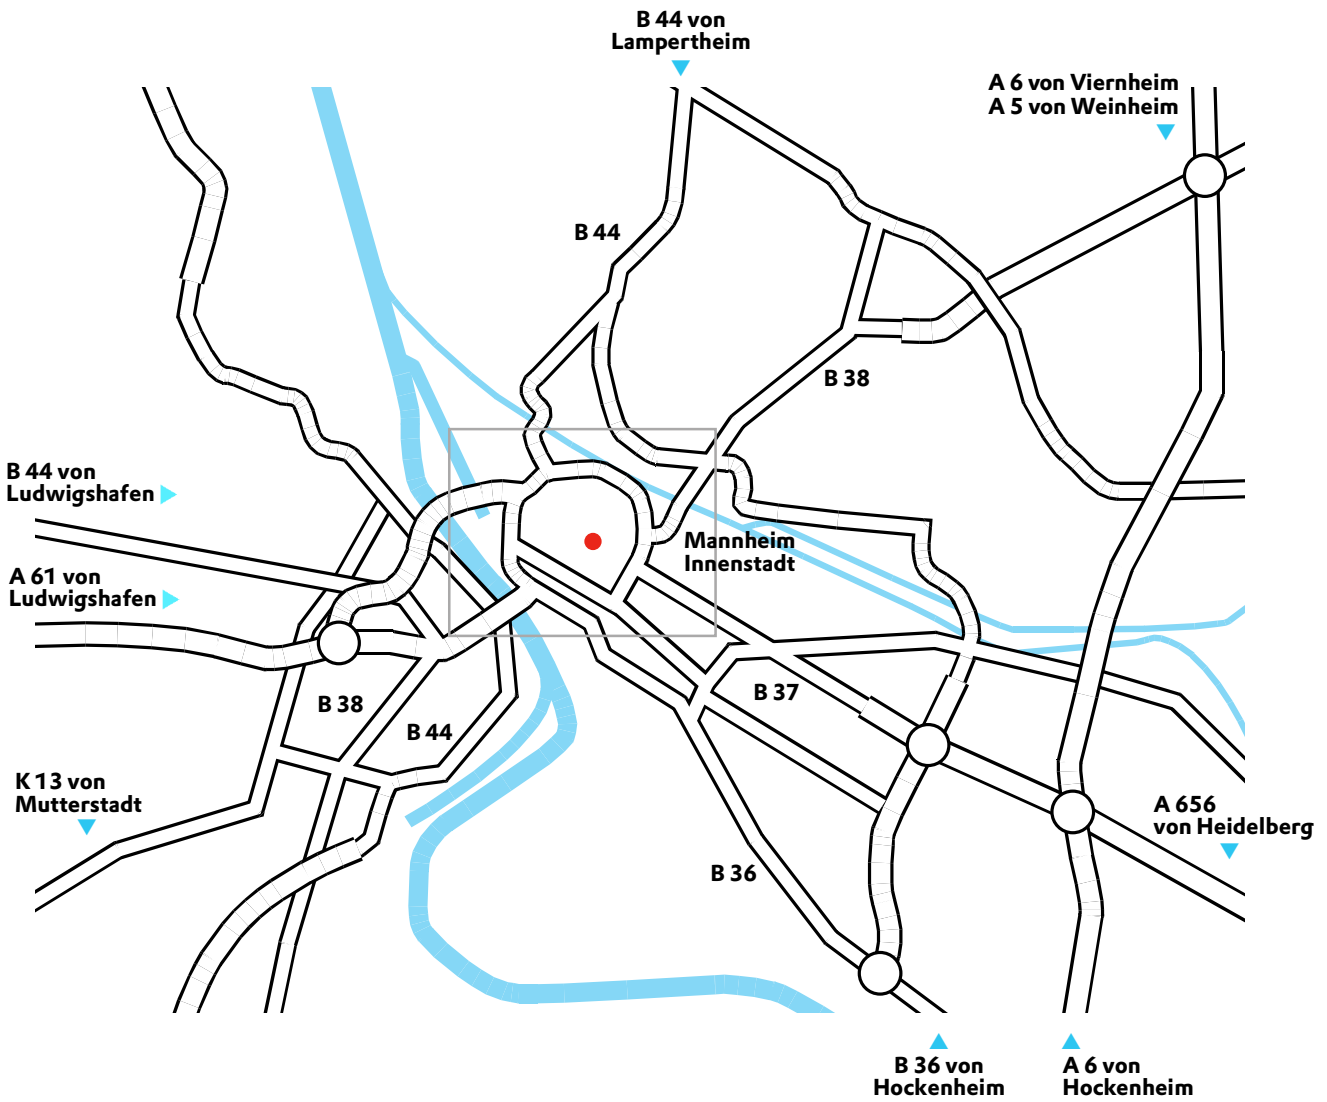 B 44 von
Lampertheim
A 6 von Viernheim
A 5 von Weinheim
B 44
B 38
B 44 von
Ludwigshafen
Mannheim
Innenstadt
A 61 von
Ludwigshafen
B 37
B 38
B 44
K 13 von
Mutterstadt
A 656
von Heidelberg
B 36
B 36 von
Hockenheim
A 6 von
Hockenheim